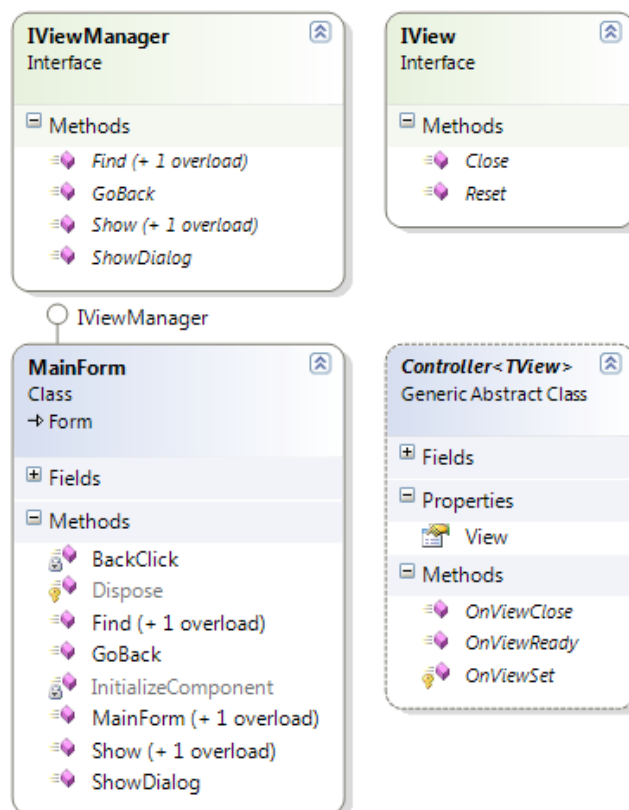 IViewManager
Interface
Methods
Find (+ 1 overload)
GoBack
Show (+ 1 overload)
ShowDialog
IView
Interface
Methods
Close
Reset
IViewManager
MainForm
Class
Form
Fields
Methods
BackClick
Dispose
Find (+ 1 overload)
GoBack
InitializeComponent
MainForm (+ 1 overload)
Show (+ 1 overload)
ShowDialog
Controller<TView>
Generic Abstract Class
Fields
Properties
View
Methods
OnViewClose
OnViewReady
OnViewSet